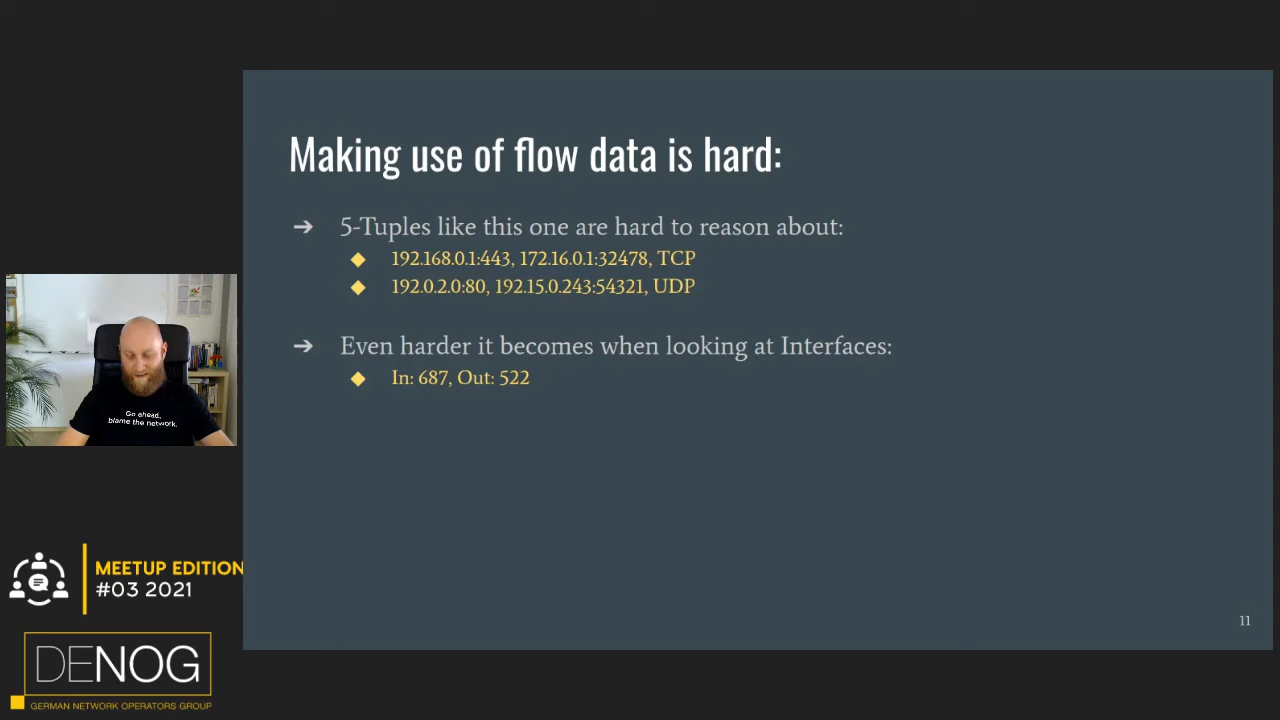 Making use of flow data is hard:
➔ 5-Tuples like this one are hard to reason about:
◆ 192.168.0.1:443, 172.16.0.1:32478, TCP
◆ 192.0.2.0:80, 192.15.0.243:54321, UDP
➔ Even harder it becomes when looking at Interfaces:
◆ In: 687, Out: 522
11
Go ahead,
blame the network.
MEETUP EDITION
#03 2021
DENOG
GERMAN NETWORK OPERATORS GROUP